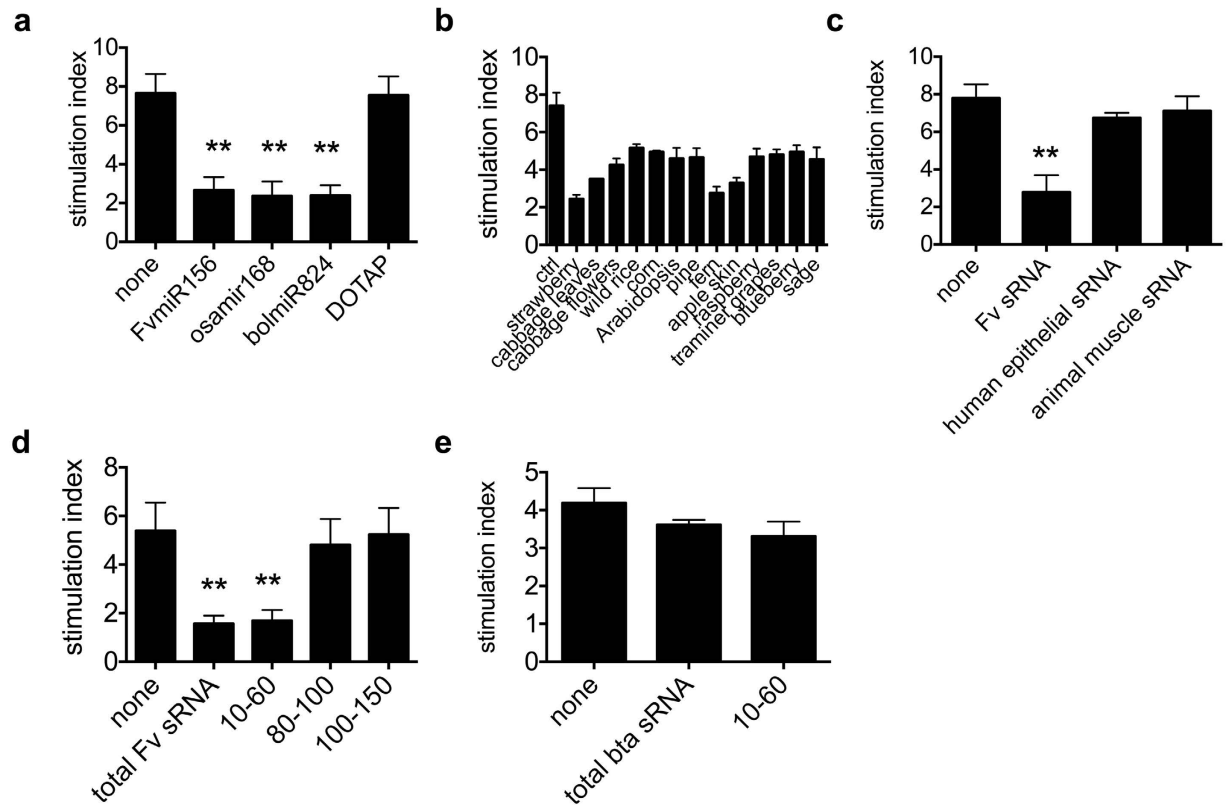 a
stimulation index
10
8
6
4
2
0
**
**
**
none
FvmiR156
osamir168
bolmiR824
DOTAP
b
stimulation index
8
6
4
2
0
ctrl
strawberry
cabbage leaves
cabbage flowers
wild rice
corn.
Arabidopsis
pine
fern.
apple skin
raspberry
traminer grapes
blueberry
sage
c
stimulation index
10
8
6
4
2
0
**
none
Fv sRNA
human epithelial sRNA
animal muscle sRNA
d
stimulation index
8
6
4
2
0
**
**
none
total Fv sRNA
10-60
80-100
100-150
e
stimulation index
5
4
3
2
1
0
none
total bta sRNA
10-60